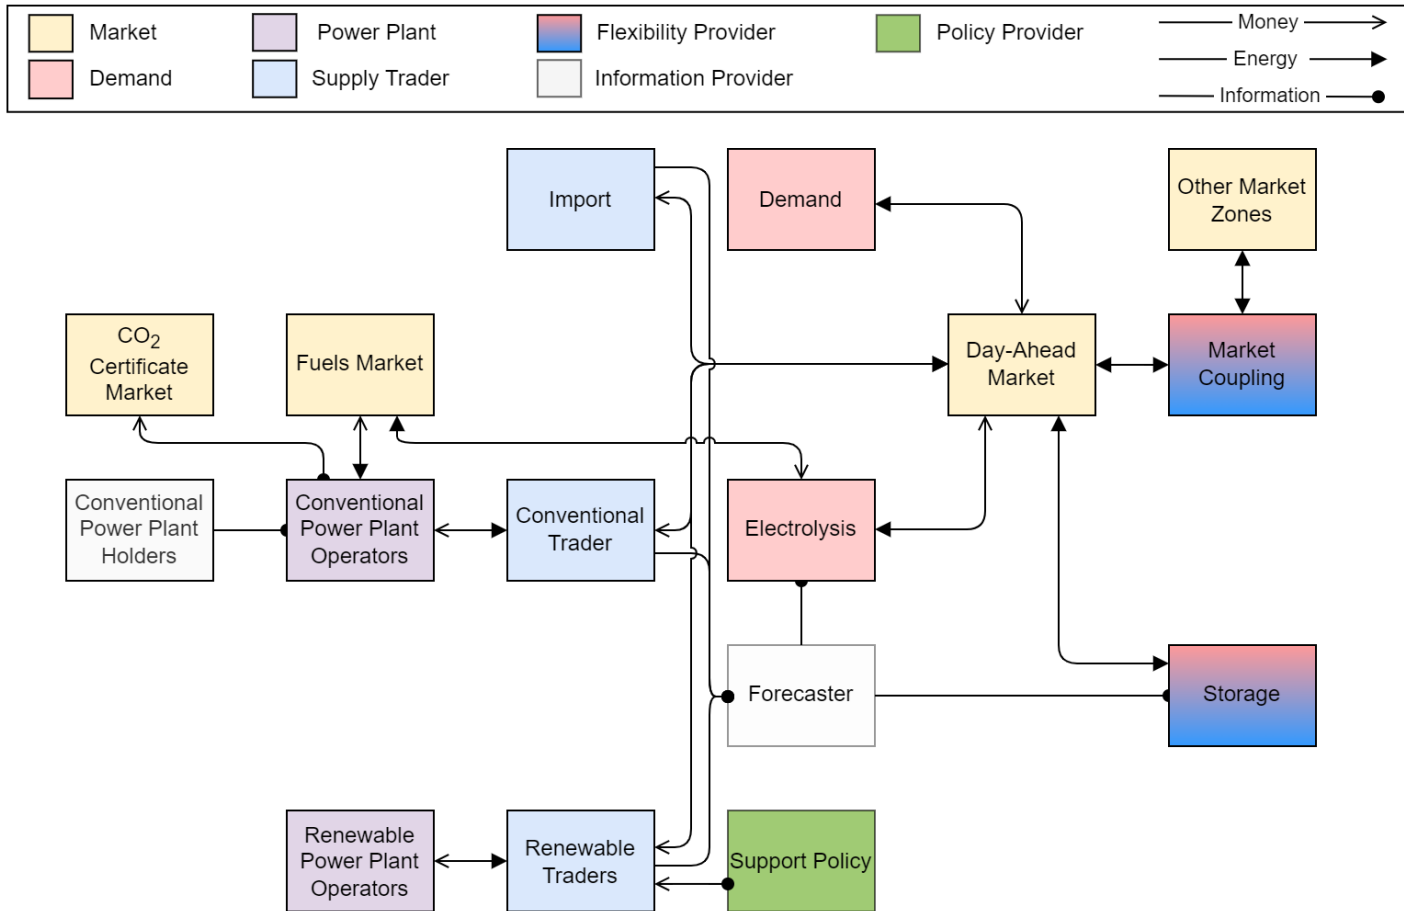 Market
Power Plant
Flexibility Provider
Policy Provider
Money
Demand
Supply Trader
Information Provider
Energy
Information
Import
Demand
Other Market
Zones
CO2
Certificate
Market
Fuels Market
Day-Ahead
Market
Market
Coupling
Conventional
Power Plant
Holders
Conventional
Power Plant
Operators
Conventional
Trader
Electrolysis
Forecaster
Storage
Renewable
Power Plant
Operators
Renewable
Traders
Support Policy